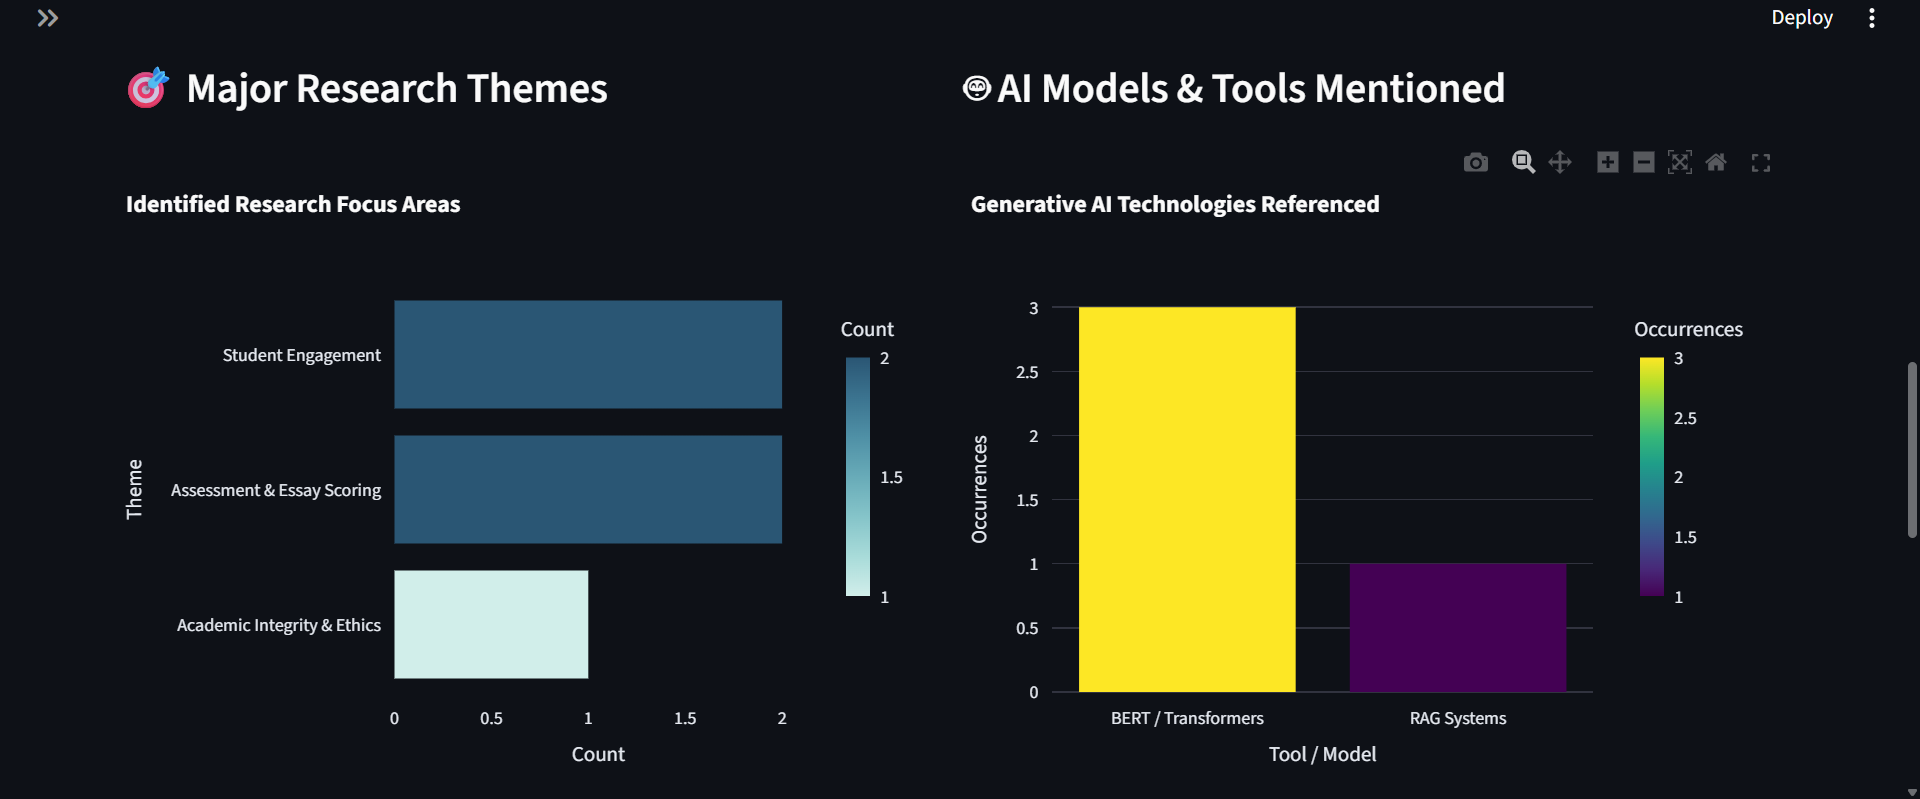 Deploy
Major Research Themes
AI Models & Tools Mentioned
Identified Research Focus Areas
Student Engagement
Assessment & Essay Scoring
Academic Integrity & Ethics
Theme
0
0.5
1
1.5
2
Count
Count
2
1.5
1
Generative AI Technologies Referenced
3
2.5
2
1.5
1
0.5
0
Occurrences
BERT / Transformers
RAG Systems
Tool / Model
Occurrences
3
2.5
2
1.5
1